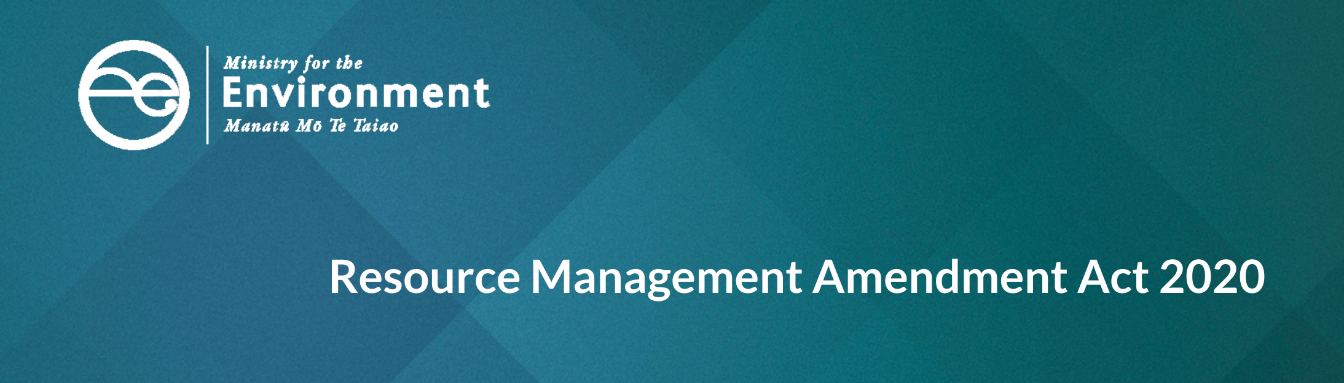 Ministry for the
Environment
Manatū Mō Te Taiao
Resource Management Amendment Act 2020